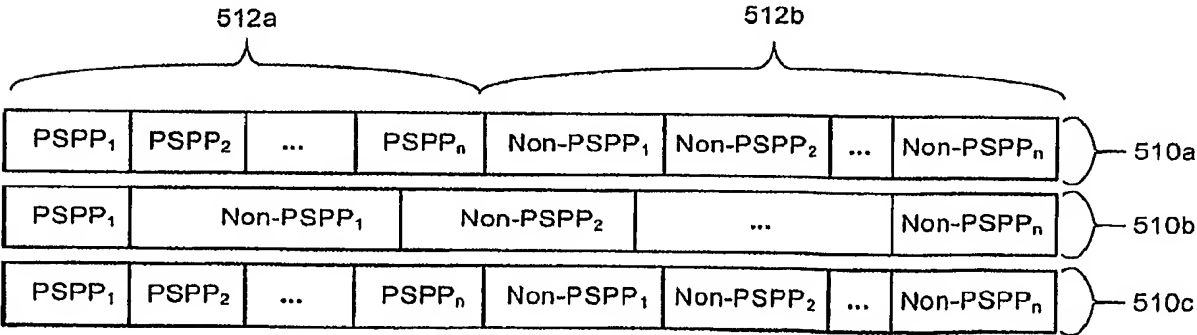 512a 512b
PSPP₁ PSPP₂ ... PSPPₙ Non-PSPP₁ Non-PSPP₂ ... Non-PSPPₙ 510a
PSPP₁ Non-PSPP₁ Non-PSPP₂ ... Non-PSPPₙ 510b
PSPP₁ PSPP₂ ... PSPPₙ Non-PSPP₁ Non-PSPP₂ ... Non-PSPPₙ 510c